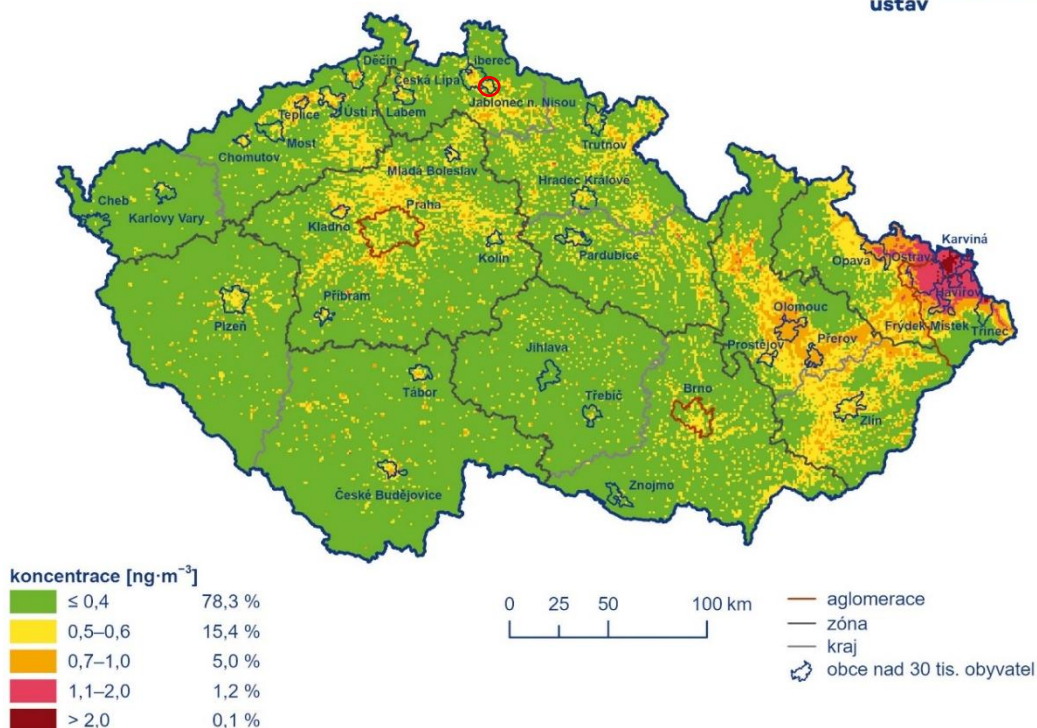 ústav
Děčín
Liberec
Česká Lípa
Jablonec n. Nisou
Teplice
Ústí n. Labem
Most
Trutnov
Chomutov
Mladá Boleslav
Hradec Králové
Cheb
Karlovy Vary
Praha
Kladno
Kolín
Pardubice
Karviná
Opava
Ostrava
Havířov
Příbram
Plzeň
Olomouc
Frýdek-Místek
Třinec
Prostějov
Přerov
Jihlava
Tábor
Třebíč
Brno
Zlín
České Budějovice
Znojmo
koncentrace [ng·m⁻³]
≤ 0,4 78,3 %
0,5–0,6 15,4 %
0,7–1,0 5,0 %
1,1–2,0 1,2 %
> 2,0 0,1 %
0 25 50 100 km
aglomerace
zóna
kraj
obce nad 30 tis. obyvatel